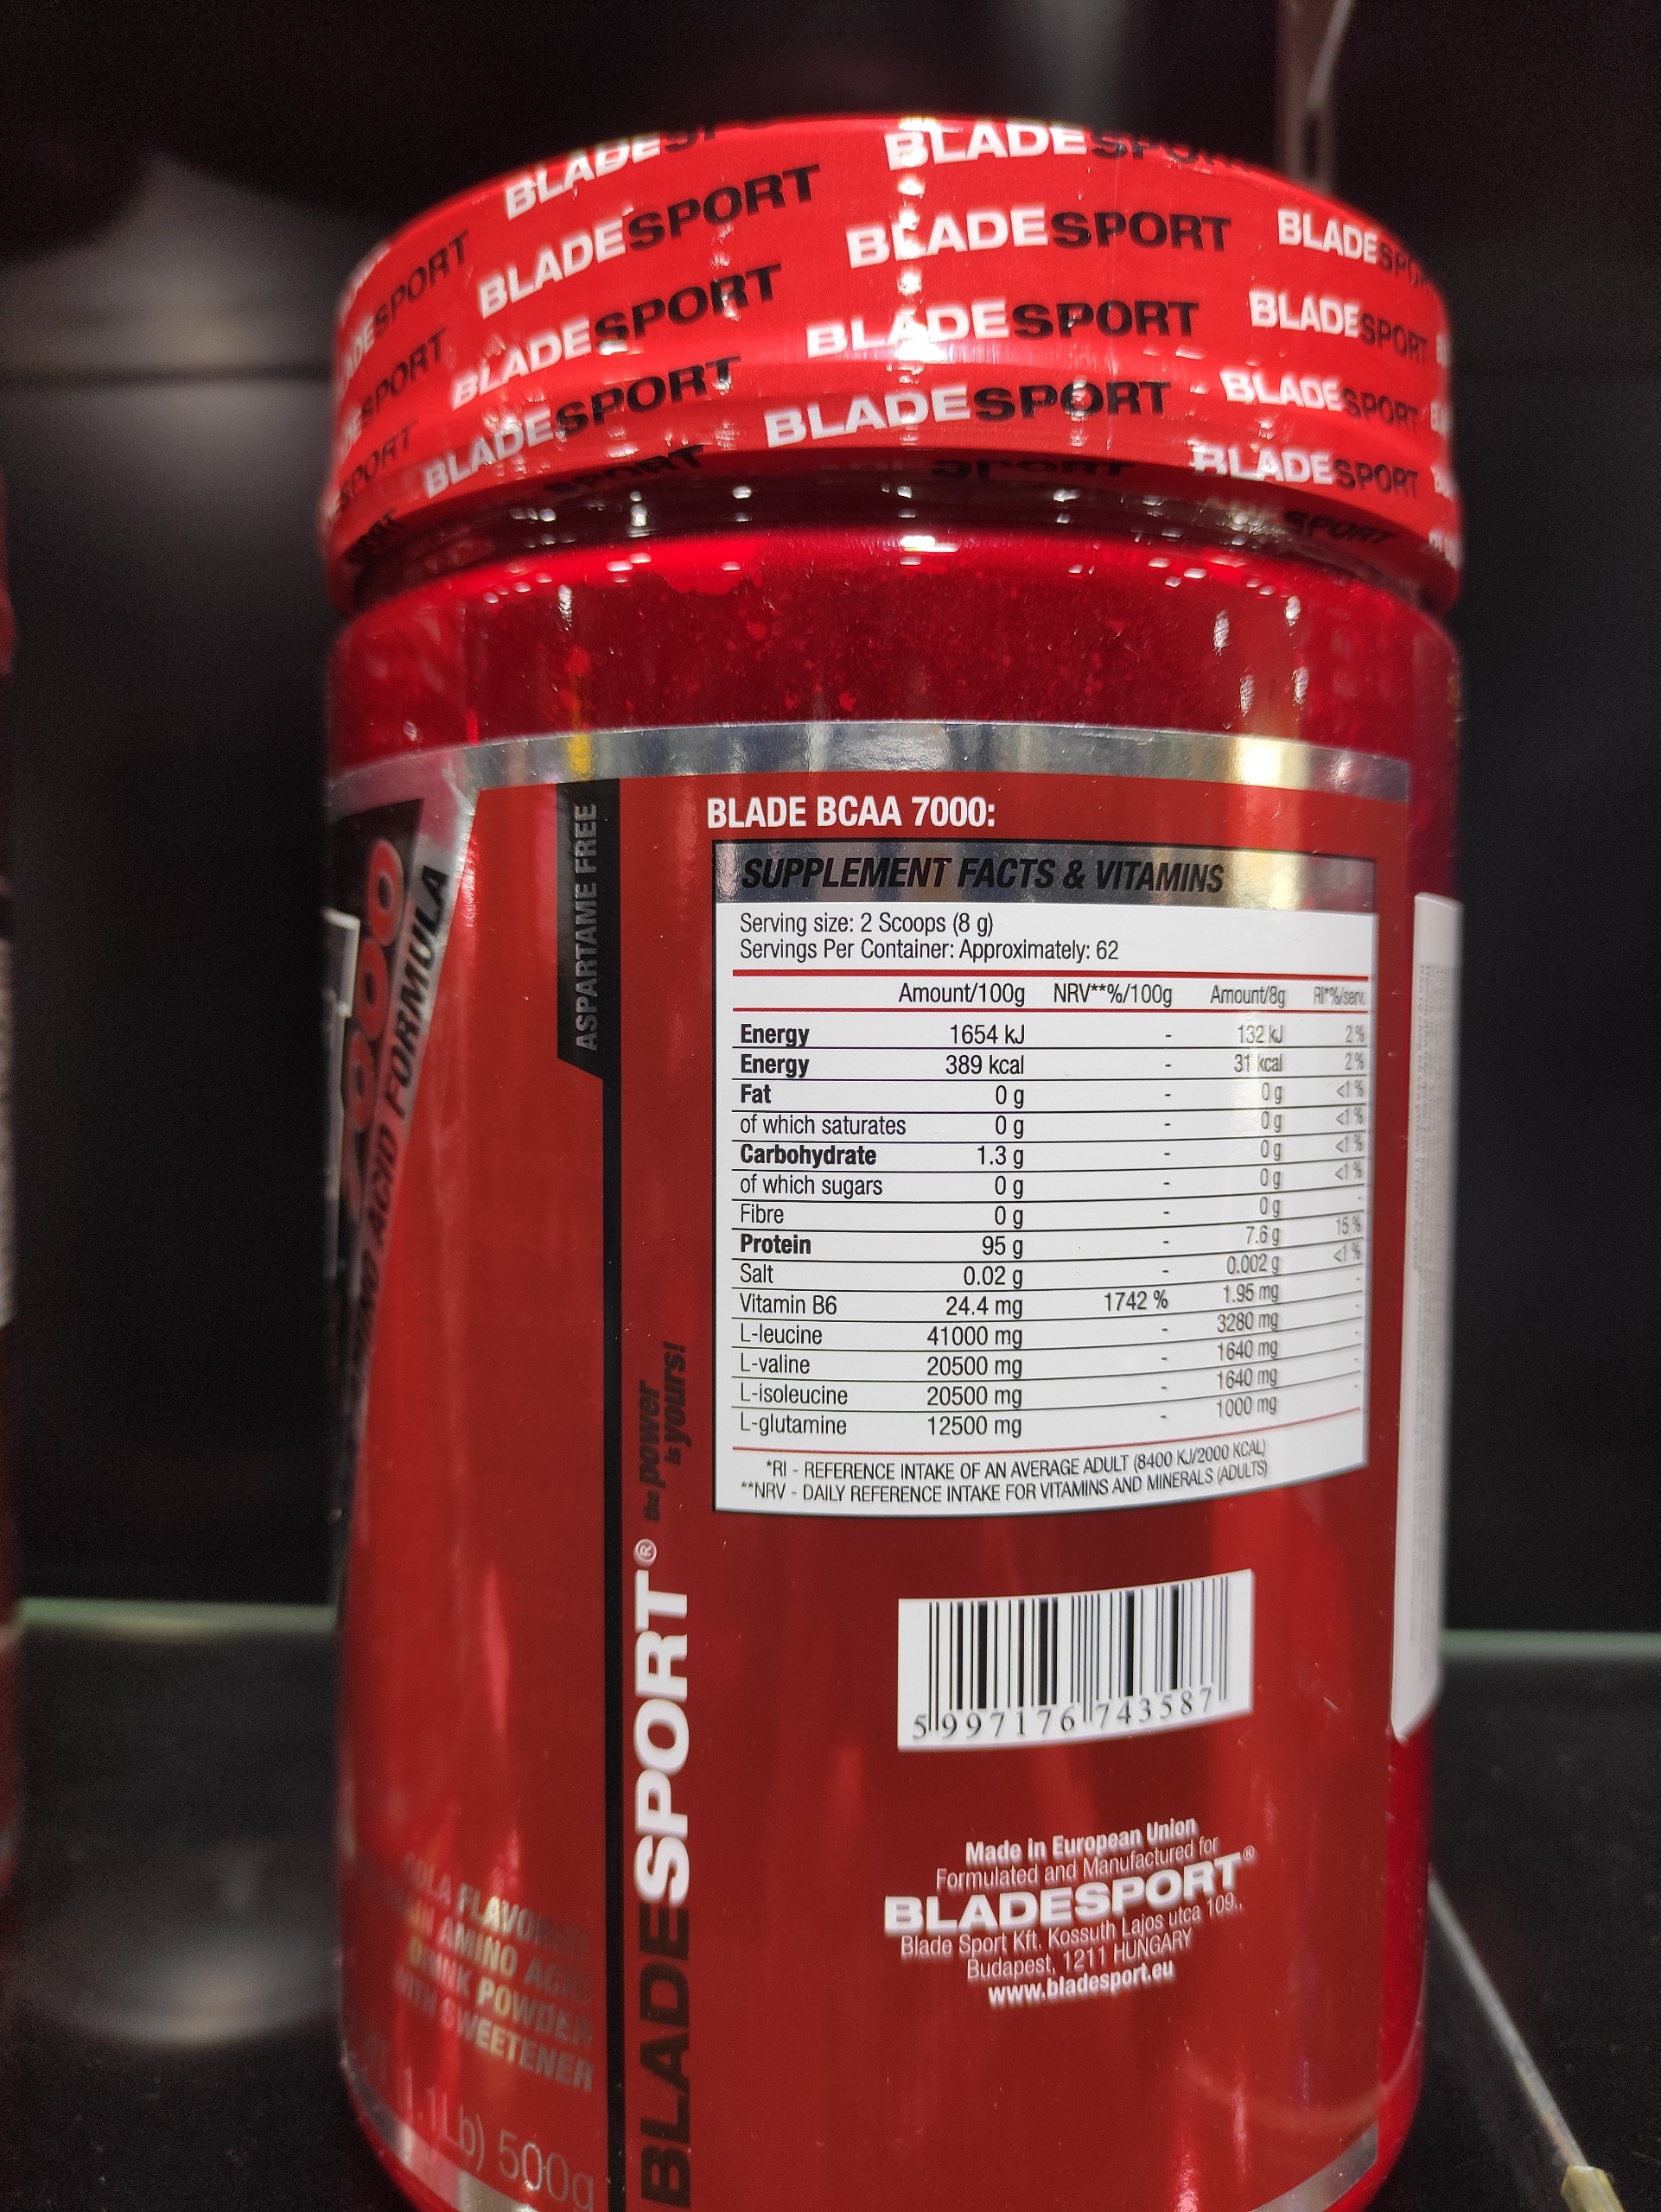 BLADE
BLADESPORT
BLADESPORT
BLADESPORT
BLADESPORT
BLADESPORT
BLADESPORT
BLADESPORT
BLADESPORT
BLADESPORT
BLADESPORT
SPORT
BLADE BCAA 7000:
SUPPLEMENT FACTS & VITAMINS
Serving size: 2 Scoops (8 g)
Servings Per Container: Approximately: 62
Amount/100g NRV**%/100g Amount/8g RI*%/serv.
Energy 1654 kJ - 132 kJ 2%
Energy 389 kcal - 31 kcal 2%
Fat 0 g - 0 g <1%
of which saturates 0 g - 0 g <1%
Carbohydrate 1.3 g - 0 g <1%
of which sugars 0 g - 0 g <1%
Fibre 0 g - 0 g -
Protein 95 g - 7.6 g 15%
Salt 0.02 g - 0.002 g <1%
Vitamin B6 24.4 mg 1742 % 1.95 mg -
L-leucine 41000 mg - 3280 mg -
L-valine 20500 mg - 1640 mg -
L-isoleucine 20500 mg - 1640 mg -
L-glutamine 12500 mg - 1000 mg -
*RI - REFERENCE INTAKE OF AN AVERAGE ADULT (8400 KJ/2000 KCAL)
**NRV - DAILY REFERENCE INTAKE FOR VITAMINS AND MINERALS (ADULTS)
5 997176 743587
Made in European Union
Formulated and Manufactured for
BLADESPORT®
Blade Sport Kft. Kossuth Lajos utca 109.,
Budapest, 1211 HUNGARY
www.bladesport.eu
ASPARTAME FREE
BLADESPORT®
the power
is yours!
ACID FORMULA
AMINO ACID
POWDER
SWEETENER
1.1Lb) 500g